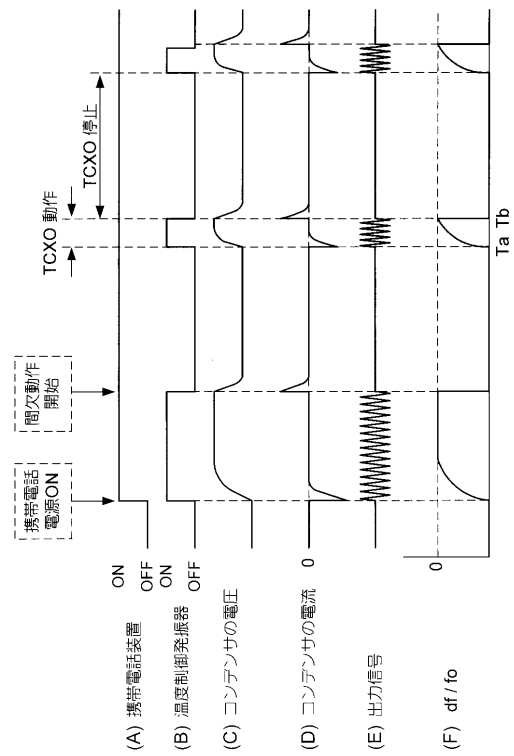 携帯電話
電源ON
間欠動作
開始
TCXO 動作
TCXO 停止
ON
OFF
ON
OFF
(A) 携帯電話装置
(B) 温度制御発振器
(C) コンデンサの電圧
0
(D) コンデンサの電流
(E) 出力信号
0
(F) df / fo
Ta Tb